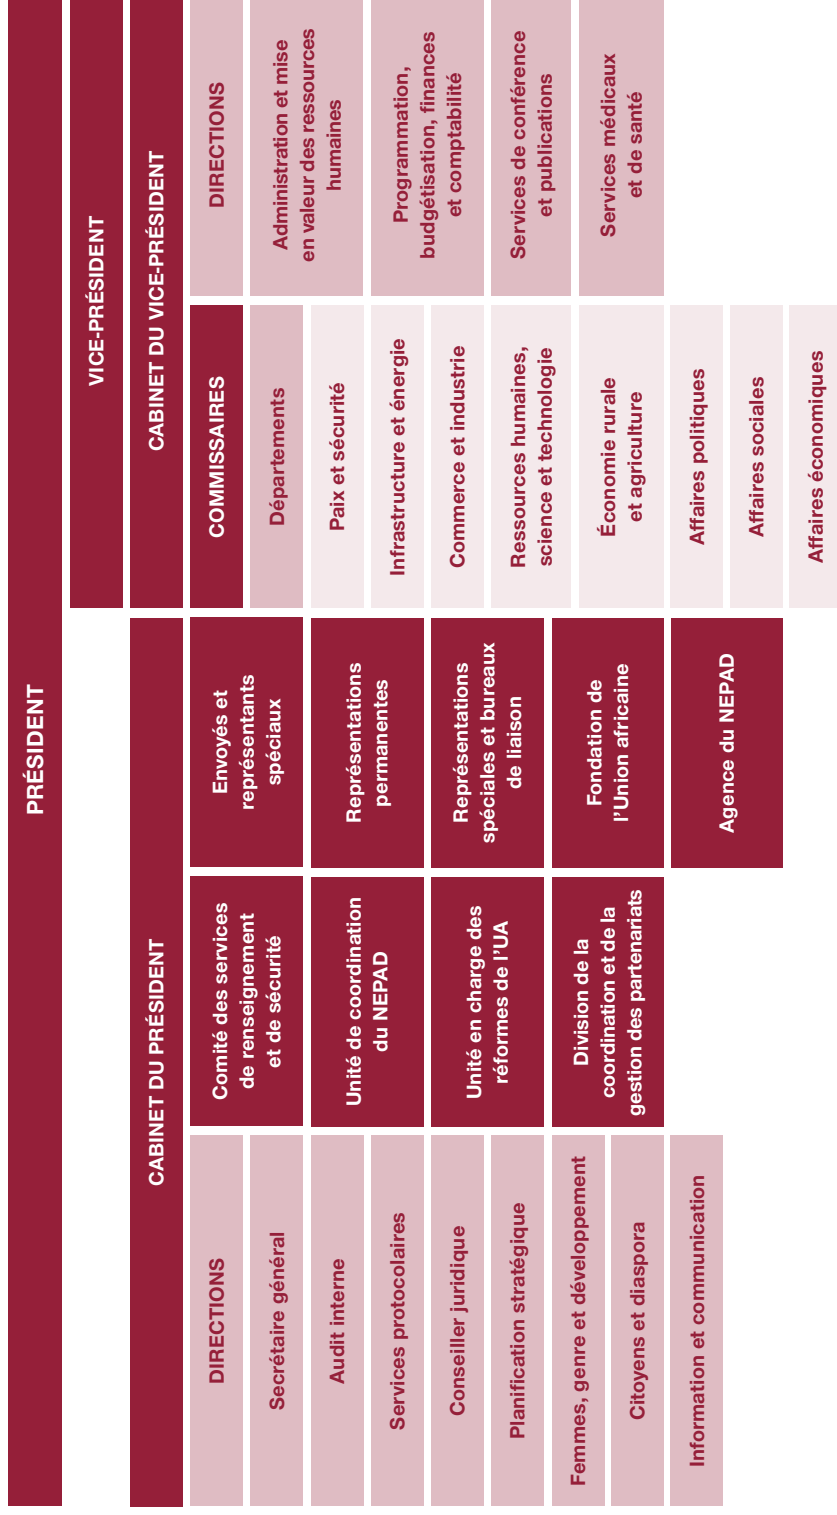 PRÉSIDENT
VICE-PRÉSIDENT
CABINET DU PRÉSIDENT
CABINET DU VICE-PRÉSIDENT
DIRECTIONS
Secrétaire général
Audit interne
Services protocolaires
Conseiller juridique
Planification stratégique
Femmes, genre et développement
Citoyens et diaspora
Information et communication
Comité des services
de renseignement
et de sécurité
Unité de coordination
du NEPAD
Unité en charge des
réformes de l’UA
Division de la
coordination et de la
gestion des partenariats
Envoyés et
représentants
spéciaux
Représentations
permanentes
Représentations
spéciales et bureaux
de liaison
Fondation de
l’Union africaine
Agence du NEPAD
COMMISSAIRES
Départements
Paix et sécurité
Infrastructure et énergie
Commerce et industrie
Ressources humaines,
science et technologie
Économie rurale
et agriculture
Affaires politiques
Affaires sociales
Affaires économiques
DIRECTIONS
Administration et mise
en valeur des ressources
humaines
Programmation,
budgétisation, finances
et comptabilité
Services de conférence
et publications
Services médicaux
et de santé